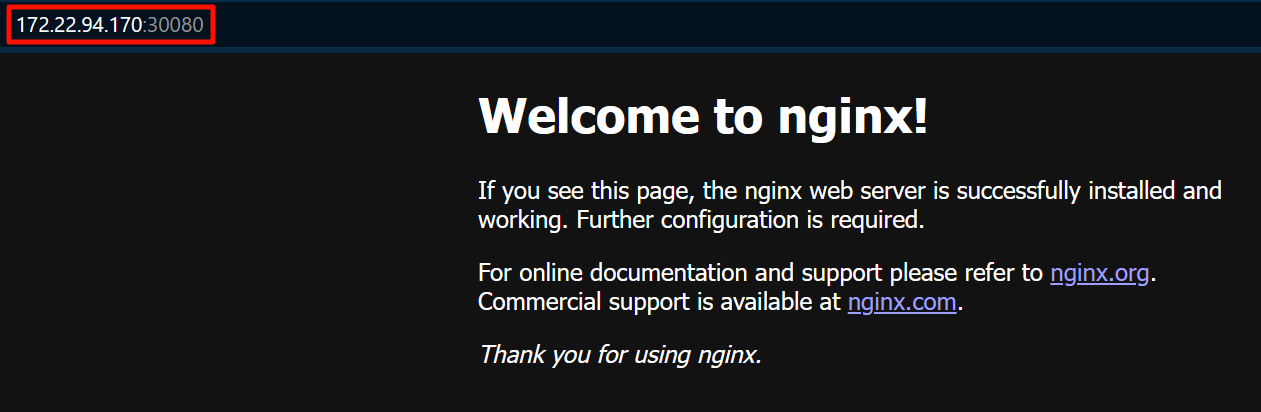 172.22.94.170:30080
Welcome to nginx!
If you see this page, the nginx web server is successfully installed and
working. Further configuration is required.
For online documentation and support please refer to nginx.org.
Commercial support is available at nginx.com.
Thank you for using nginx.